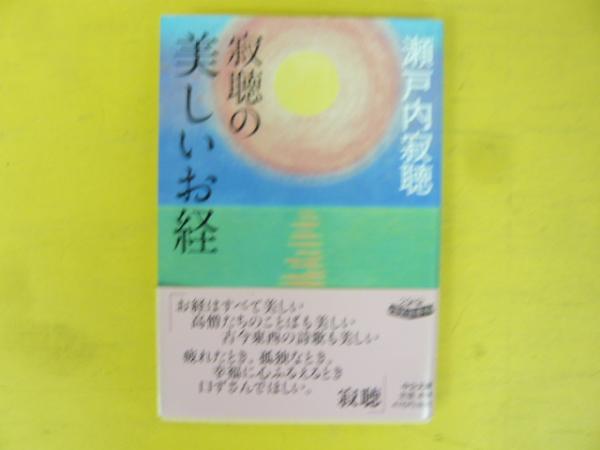 瀬戸内寂聴
寂聴の
美しいお経
「お経はすべて美しい
高僧たちのことばも美しい
古今東西の詩歌も美しい
疲れたとき。孤独なとき。
幸福に心ふるえるとき
口ずさんでほしい。
寂聴」